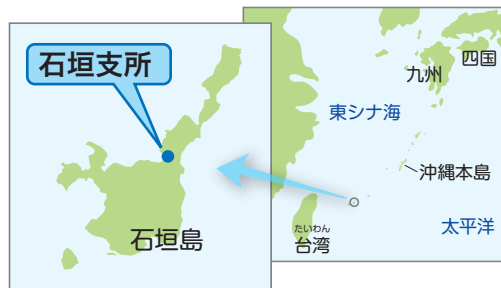 石垣支所
石垣島
九州
四国
東シナ海
沖縄本島
たいわん
台湾
太平洋